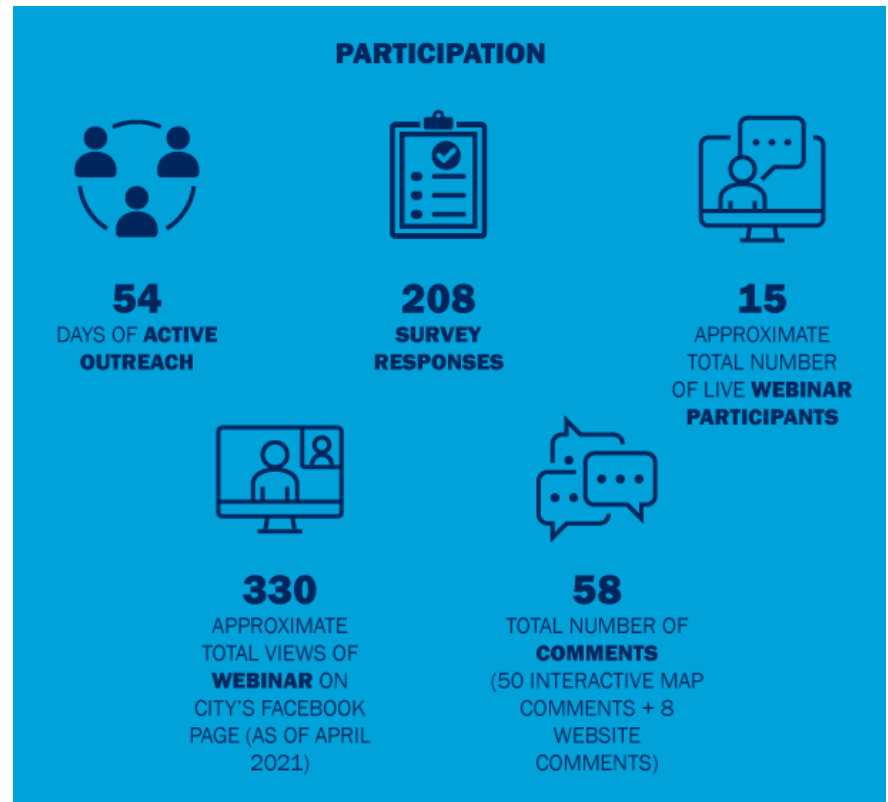 PARTICIPATION
54
DAYS OF ACTIVE
OUTREACH
208
SURVEY
RESPONSES
15
APPROXIMATE
TOTAL NUMBER
OF LIVE WEBINAR
PARTICIPANTS
330
APPROXIMATE
TOTAL VIEWS OF
WEBINAR ON
CITY'S FACEBOOK
PAGE (AS OF APRIL
2021)
58
TOTAL NUMBER OF
COMMENTS
(50 INTERACTIVE MAP
COMMENTS + 8
WEBSITE
COMMENTS)